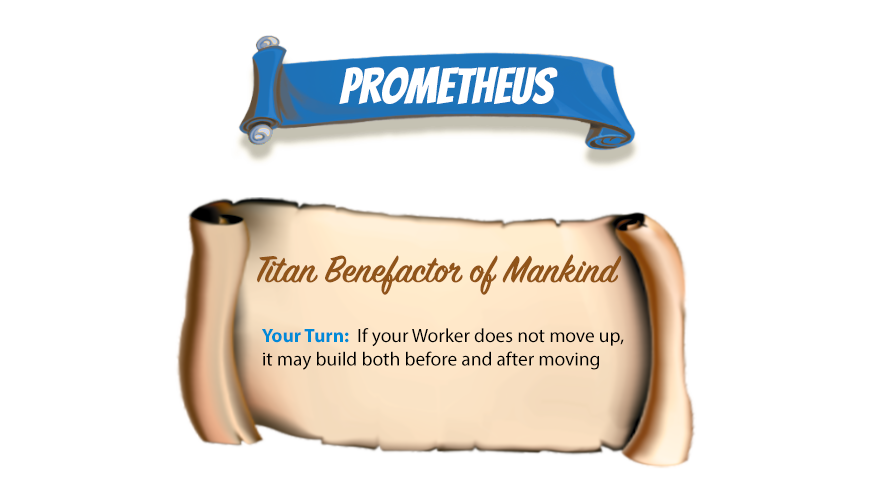 PROMETHEUS
Titan Benefactor of Mankind
Your Turn: If your Worker does not move up,
it may build both before and after moving